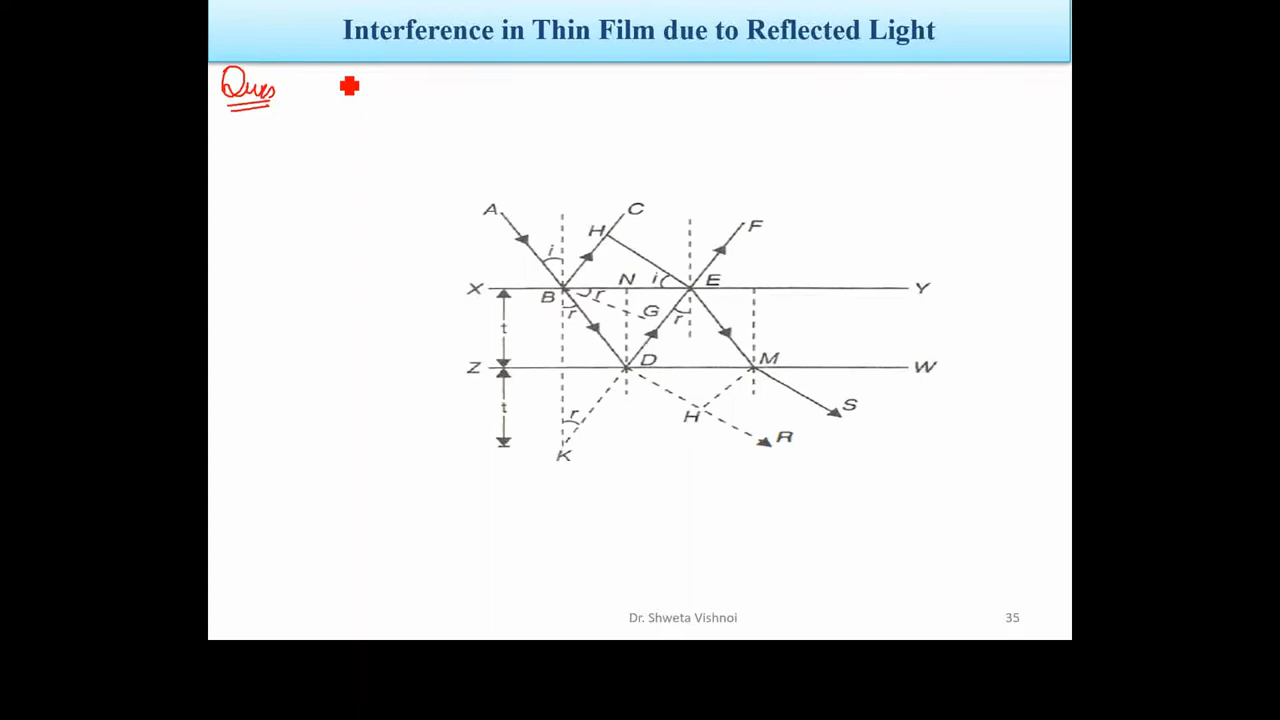 Interference in Thin Film due to Reflected Light
Ques
A C
H F
i
X B N i E Y
r r G r
t
Z D M W
t r H S
R
K
Dr. Shweta Vishnoi 35